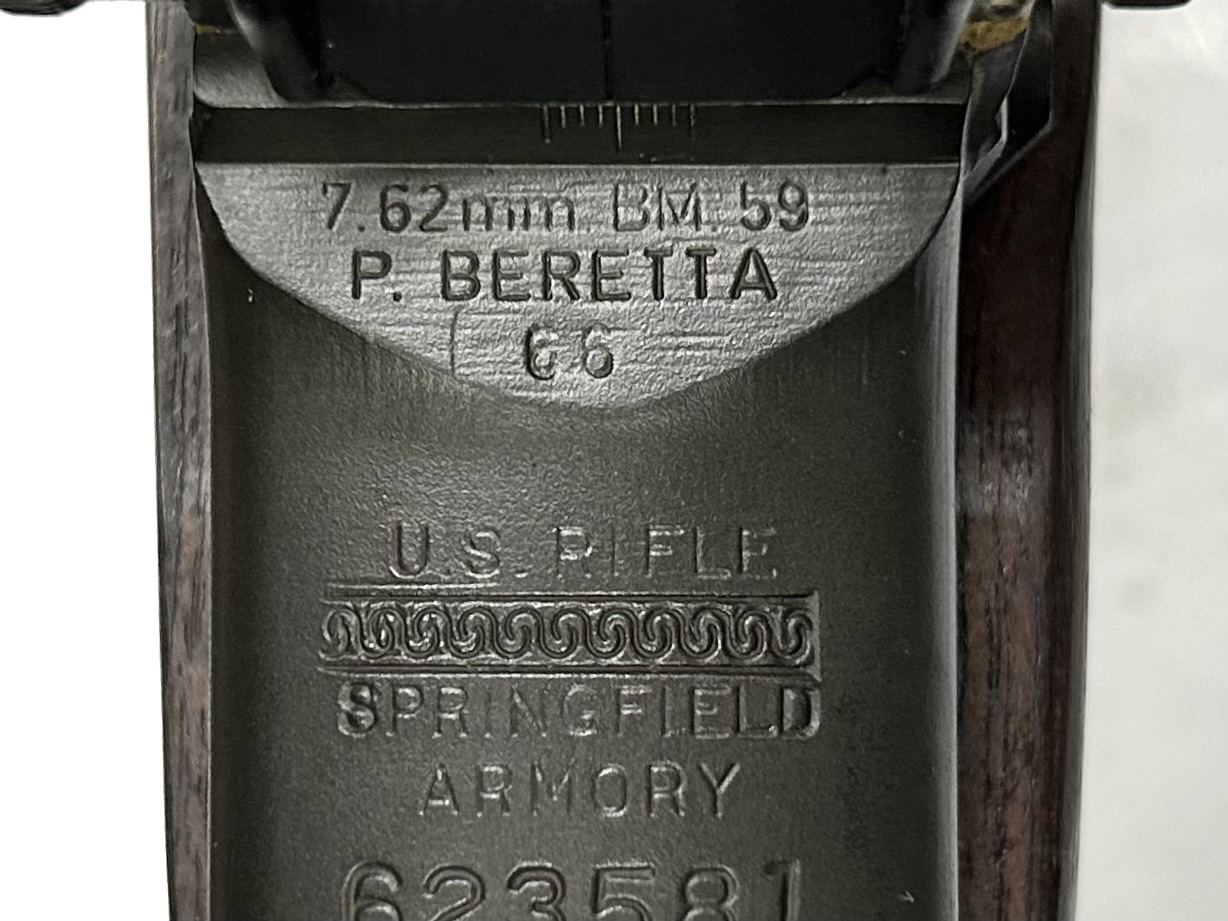 7.62mm BM 59
P. BERETTA
66
U.S. RIFLE
SPRINGFIELD
ARMORY
623581